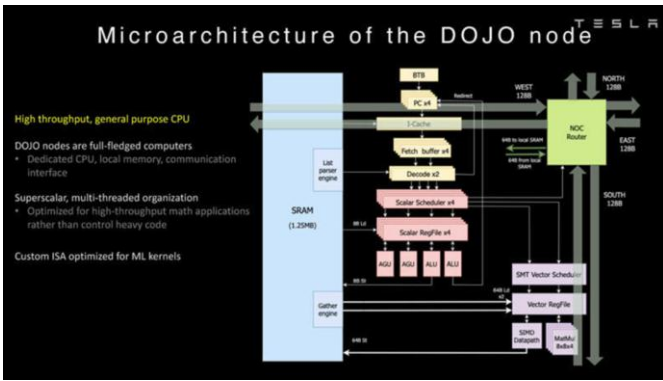 TESLA
Microarchitecture of the DOJO node
High throughput, general purpose CPU
DOJO nodes are full-fledged computers
• Dedicated CPU, local memory, communication
interface
Superscalar, multi-threaded organization
• Optimized for high-throughput math applications
rather than control heavy code
Custom ISA optimized for ML kernels
SRAM
(1.25MB)
List
parser
engine
Gather
engine
BTB
Redirect
PC x4
I-Cache
Fetch buffer x4
Decode x2
Scalar Scheduler x4
8B Ld
Scalar RegFile x4
AGU
AGU
ALU
ALU
8B St
WEST
128B
NORTH
128B
NOC
Router
EAST
128B
64B to local SRAM
64B from local
SRAM
SOUTH
128B
SMT Vector Scheduler
64B Ld
x2
Vector RegFile
SIMD
Datapath
MatMul
8x8x4
64B St